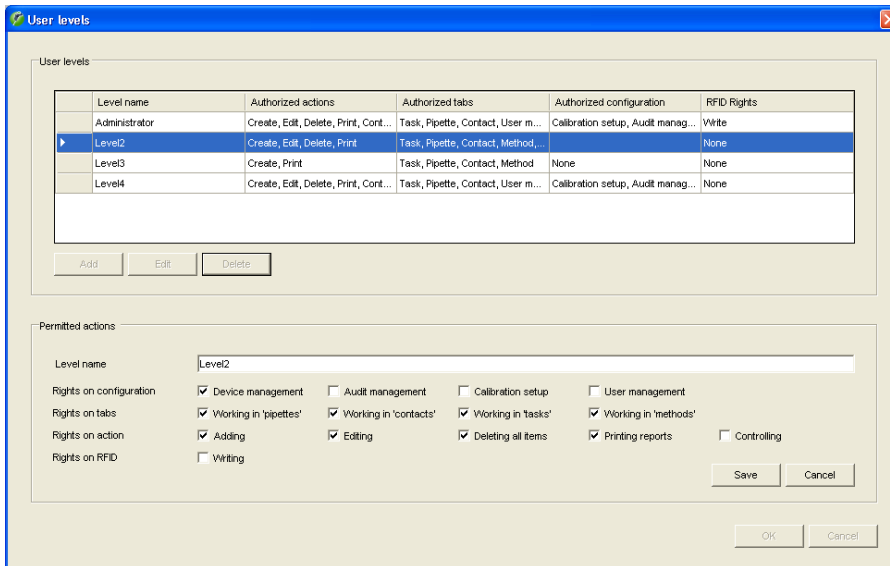 User levels
User levels
Level name Authorized actions Authorized tabs Authorized configuration RFID Rights
Administrator Create, Edit, Delete, Print, Cont... Task, Pipette, Contact, User m... Calibration setup, Audit manag... Write
Level2 Create, Edit, Delete, Print Task, Pipette, Contact, Method,... None
Level3 Create, Print Task, Pipette, Contact, Method None None
Level4 Create, Edit, Delete, Print, Cont... Task, Pipette, Contact, User m... Calibration setup, Audit manag... None
Add Edit Delete
Permitted actions
Level name Level2
Rights on configuration Device management Audit management Calibration setup User management
Rights on tabs Working in 'pipettes' Working in 'contacts' Working in 'tasks' Working in 'methods'
Rights on action Adding Editing Deleting all items Printing reports Controlling
Rights on RFID Writing
Save Cancel
OK Cancel